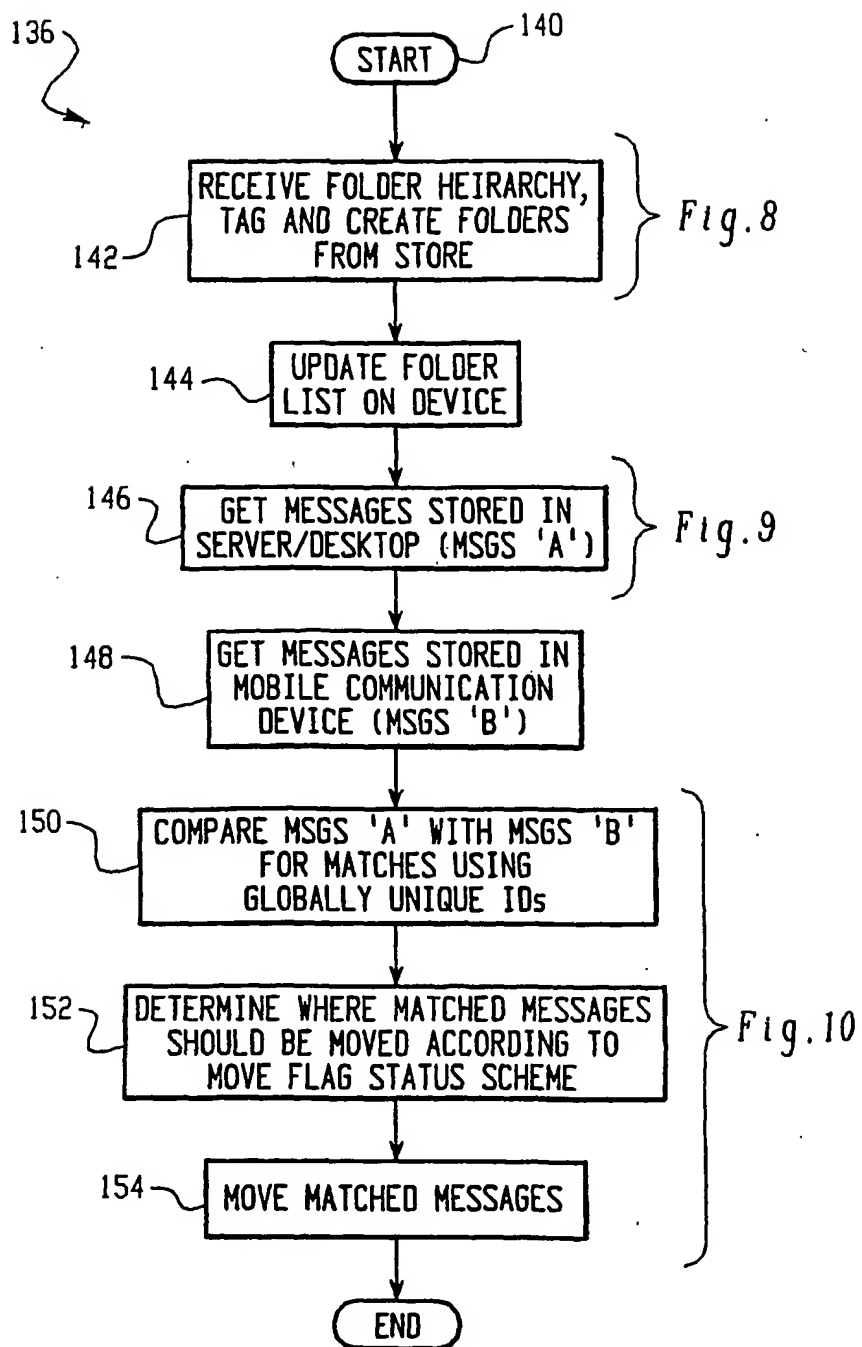 136
START
140
RECEIVE FOLDER HEIRARCHY,
TAG AND CREATE FOLDERS
FROM STORE
142
Fig.8
UPDATE FOLDER
LIST ON DEVICE
144
146
GET MESSAGES STORED IN
SERVER/DESKTOP (MSGS 'A')
Fig.9
148
GET MESSAGES STORED IN
MOBILE COMMUNICATION
DEVICE (MSGS 'B')
150
COMPARE MSGS 'A' WITH MSGS 'B'
FOR MATCHES USING
GLOBALLY UNIQUE IDs
152
DETERMINE WHERE MATCHED MESSAGES
SHOULD BE MOVED ACCORDING TO
MOVE FLAG STATUS SCHEME
Fig.10
154
MOVE MATCHED MESSAGES
END